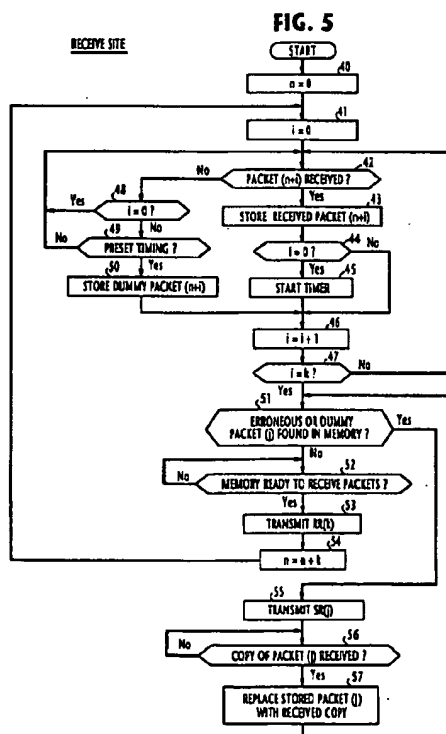 FIG. 5
RECEIVE SITE
START
40
n = 0
41
i = 0
42
No
PACKET (n+i) RECEIVED ?
48
Yes
43
Yes
i = 0 ?
STORE RECEIVED PACKET (n+i)
49
No
44
No
PRESET TIMING ?
i = 0 ?
No
50
Yes
Yes
45
STORE DUMMY PACKET (n+i)
START TIMER
46
i = i + 1
47
i = k ?
No
51
Yes
ERRONEOUS OR DUMMY
PACKET (j) FOUND IN MEMORY ?
Yes
No
52
No
MEMORY READY TO RECEIVE PACKETS ?
Yes
53
TRANSMIT RR(k)
54
n = n + k
55
TRANSMIT SR(j)
56
No
COPY OF PACKET (j) RECEIVED ?
Yes
57
REPLACE STORED PACKET (j)
WITH RECEIVED COPY